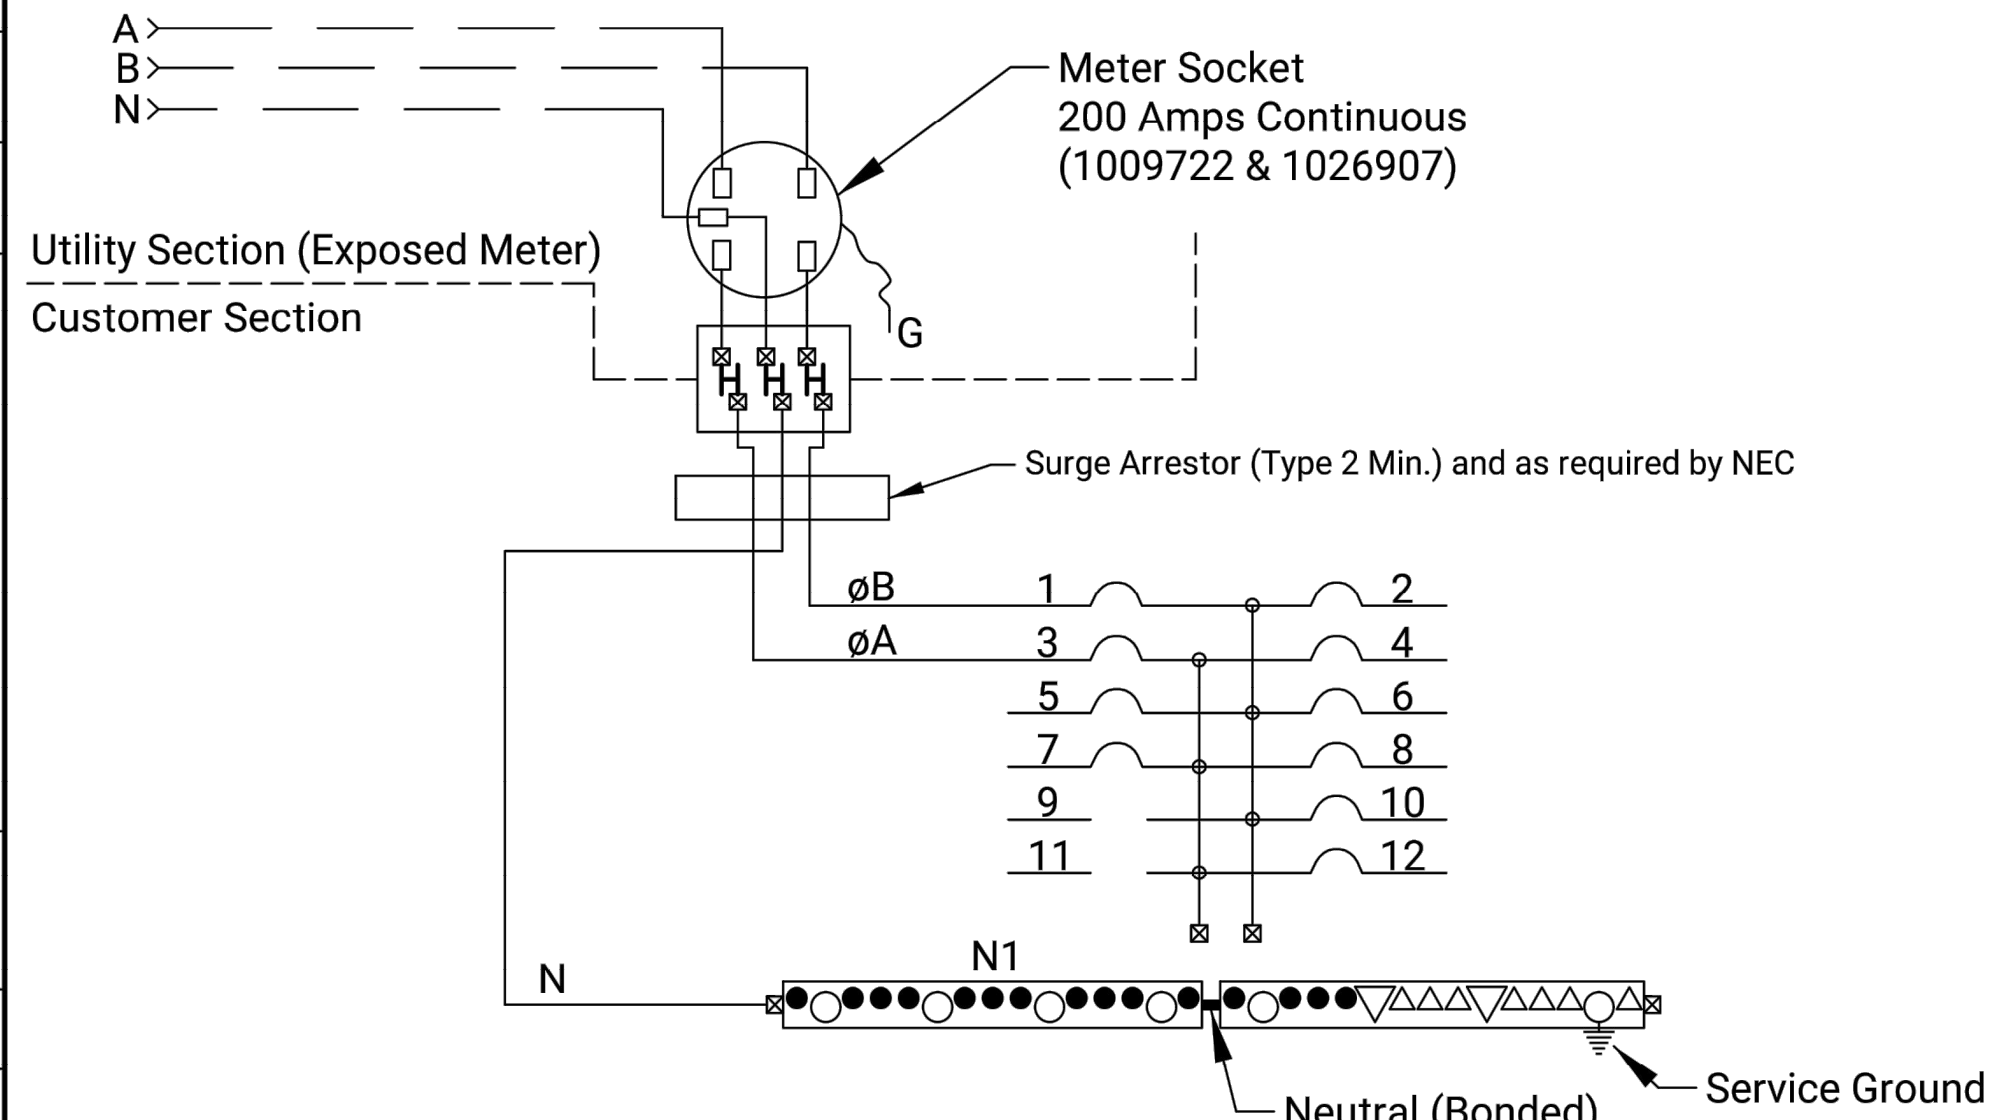 A
B
N
Meter Socket
200 Amps Continuous
(1009722 & 1026907)
Utility Section (Exposed Meter)
Customer Section
G
Surge Arrestor (Type 2 Min.) and as required by NEC
øB 1 2
øA 3 4
5 6
7 8
9 10
11 12
N1
N
Service Ground
Neutral (Bonded)